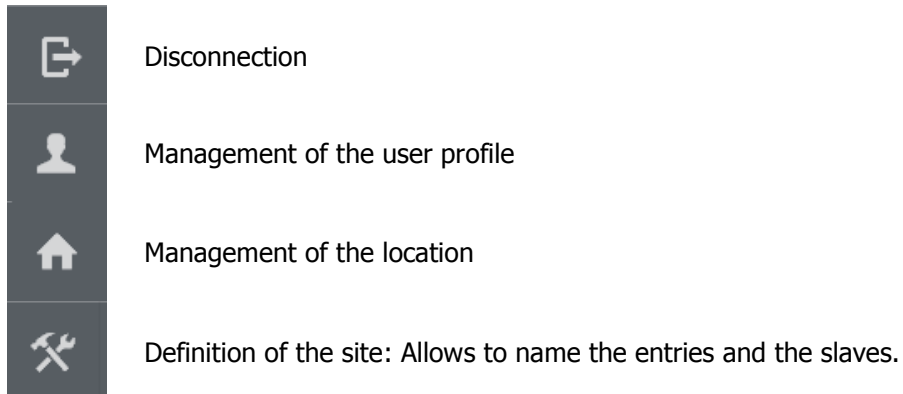 Disconnection
Management of the user profile
Management of the location
Definition of the site: Allows to name the entries and the slaves.